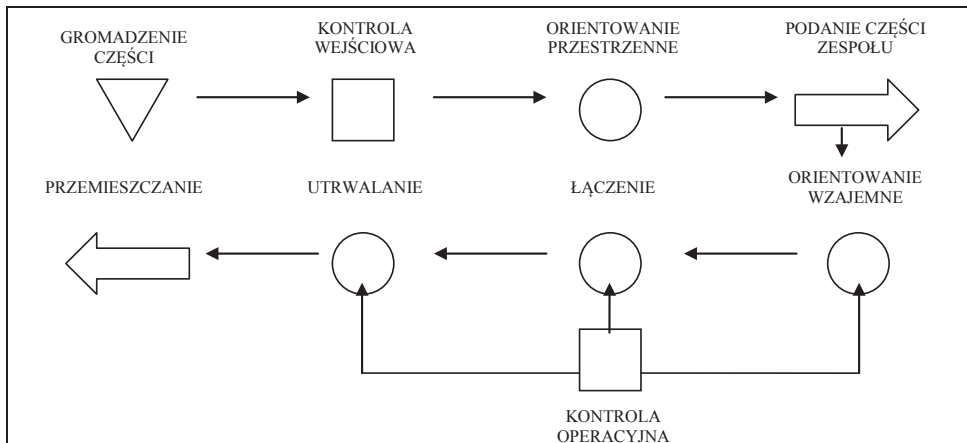 GROMADZENIE
CZĘŚCI
KONTROLA
WEJŚCIOWA
ORIENTOWANIE
PRZESTRZENNE
PODANIE CZĘŚCI
ZESPOŁU
PRZEMIESZCZANIE
UTRWALANIE
ŁĄCZENIE
ORIENTOWANIE
WZAJEMNE
KONTROLA
OPERACYJNA